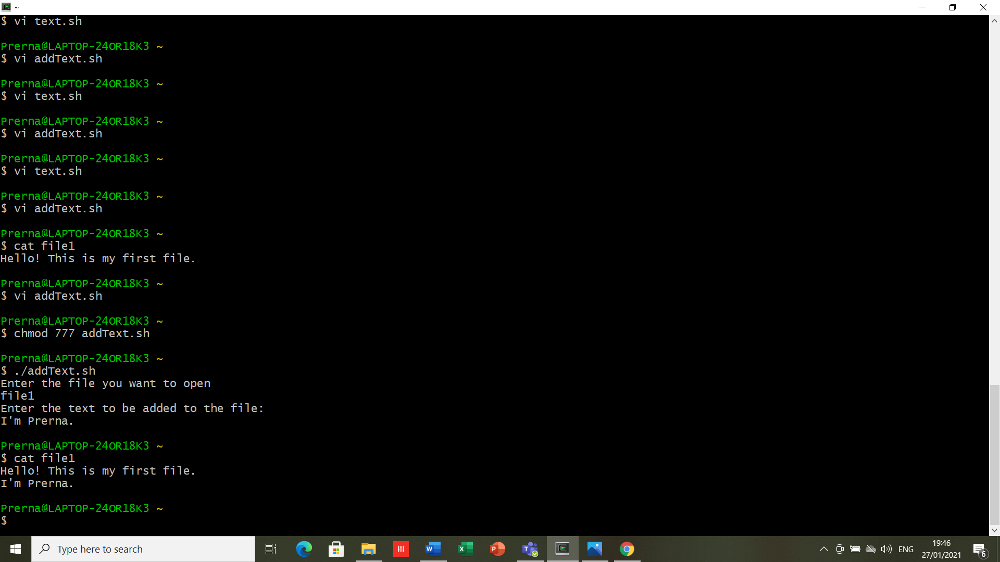 ~
$ vi text.sh
Prerna@LAPTOP-24OR18K3 ~
$ vi addText.sh
Prerna@LAPTOP-24OR18K3 ~
$ vi text.sh
Prerna@LAPTOP-24OR18K3 ~
$ vi addText.sh
Prerna@LAPTOP-24OR18K3 ~
$ vi text.sh
Prerna@LAPTOP-24OR18K3 ~
$ vi addText.sh
Prerna@LAPTOP-24OR18K3 ~
$ cat file1
Hello! This is my first file.
Prerna@LAPTOP-24OR18K3 ~
$ vi addText.sh
Prerna@LAPTOP-24OR18K3 ~
$ chmod 777 addText.sh
Prerna@LAPTOP-24OR18K3 ~
$ ./addText.sh
Enter the file you want to open
file1
Enter the text to be added to the file:
I'm Prerna.
Prerna@LAPTOP-24OR18K3 ~
$ cat file1
Hello! This is my first file.
I'm Prerna.
Prerna@LAPTOP-24OR18K3 ~
$
Type here to search
ENG
19:46
27/01/2021
6